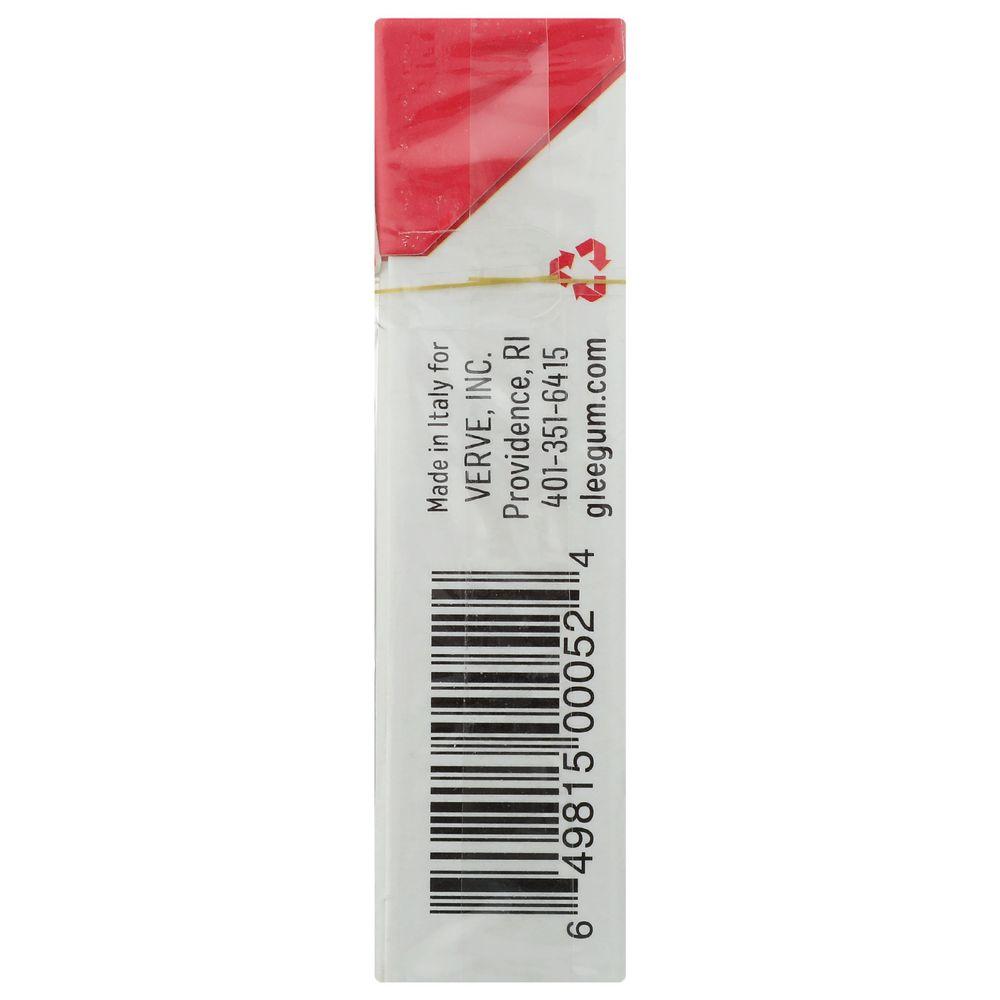 Made in Italy for
VERVE, INC.
Providence, RI
401-351-6415
gleegum.com
6 49815 00052 4